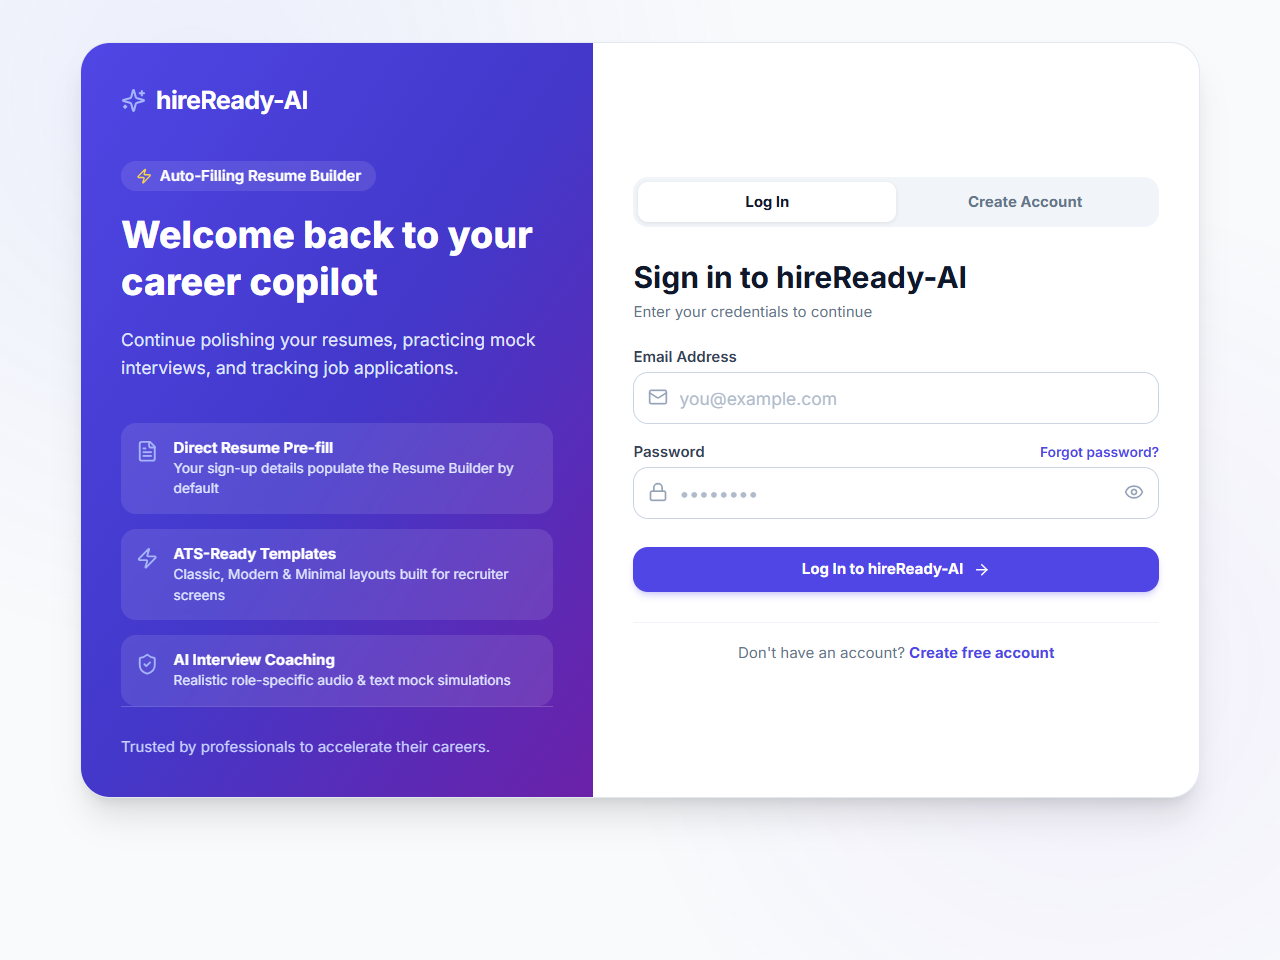 hireReady-AI
Auto-Filling Resume Builder
Welcome back to your
career copilot
Continue polishing your resumes, practicing mock
interviews, and tracking job applications.
Direct Resume Pre-fill
Your sign-up details populate the Resume Builder by
default
ATS-Ready Templates
Classic, Modern & Minimal layouts built for recruiter
screens
AI Interview Coaching
Realistic role-specific audio & text mock simulations
Trusted by professionals to accelerate their careers.
Log In
Create Account
Sign in to hireReady-AI
Enter your credentials to continue
Email Address
you@example.com
Password
Forgot password?
••••••••
Log In to hireReady-AI →
Don't have an account? Create free account